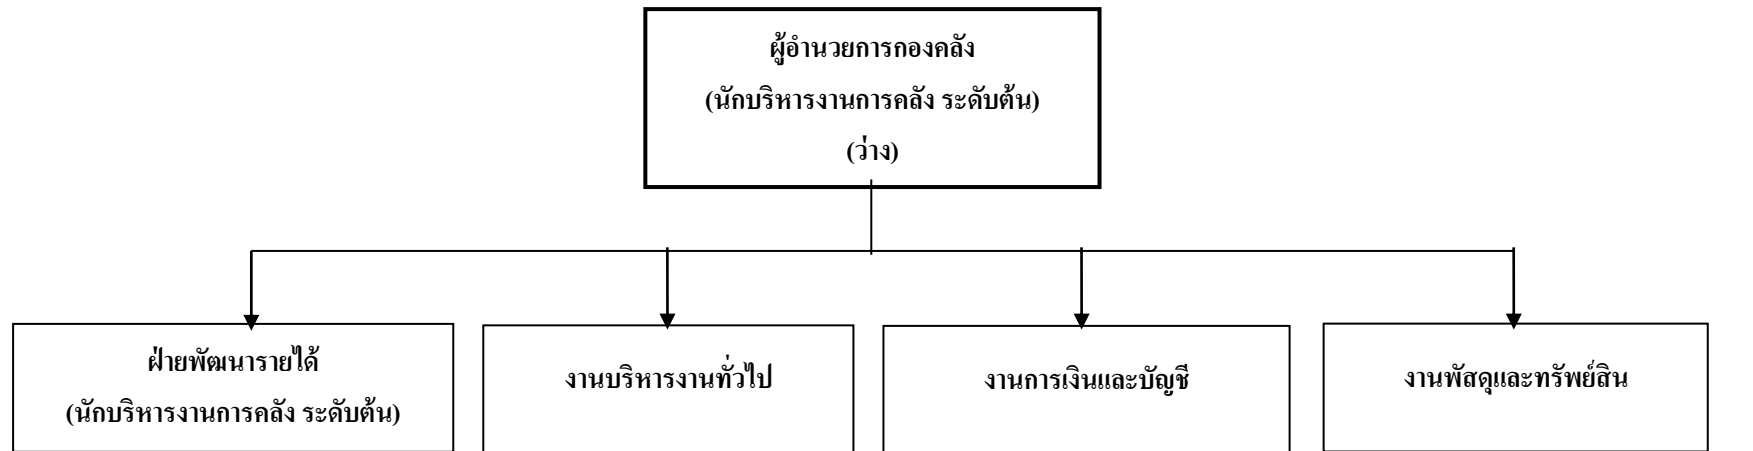 ผู้อำนวยการกองคลัง
(นักบริหารงานการคลัง ระดับต้น)
(ว่าง)
ฝ่ายพัฒนารายได้
(นักบริหารงานการคลัง ระดับต้น)
งานบริหารงานทั่วไป
งานการเงินและบัญชี
งานพัสดุและทรัพย์สิน